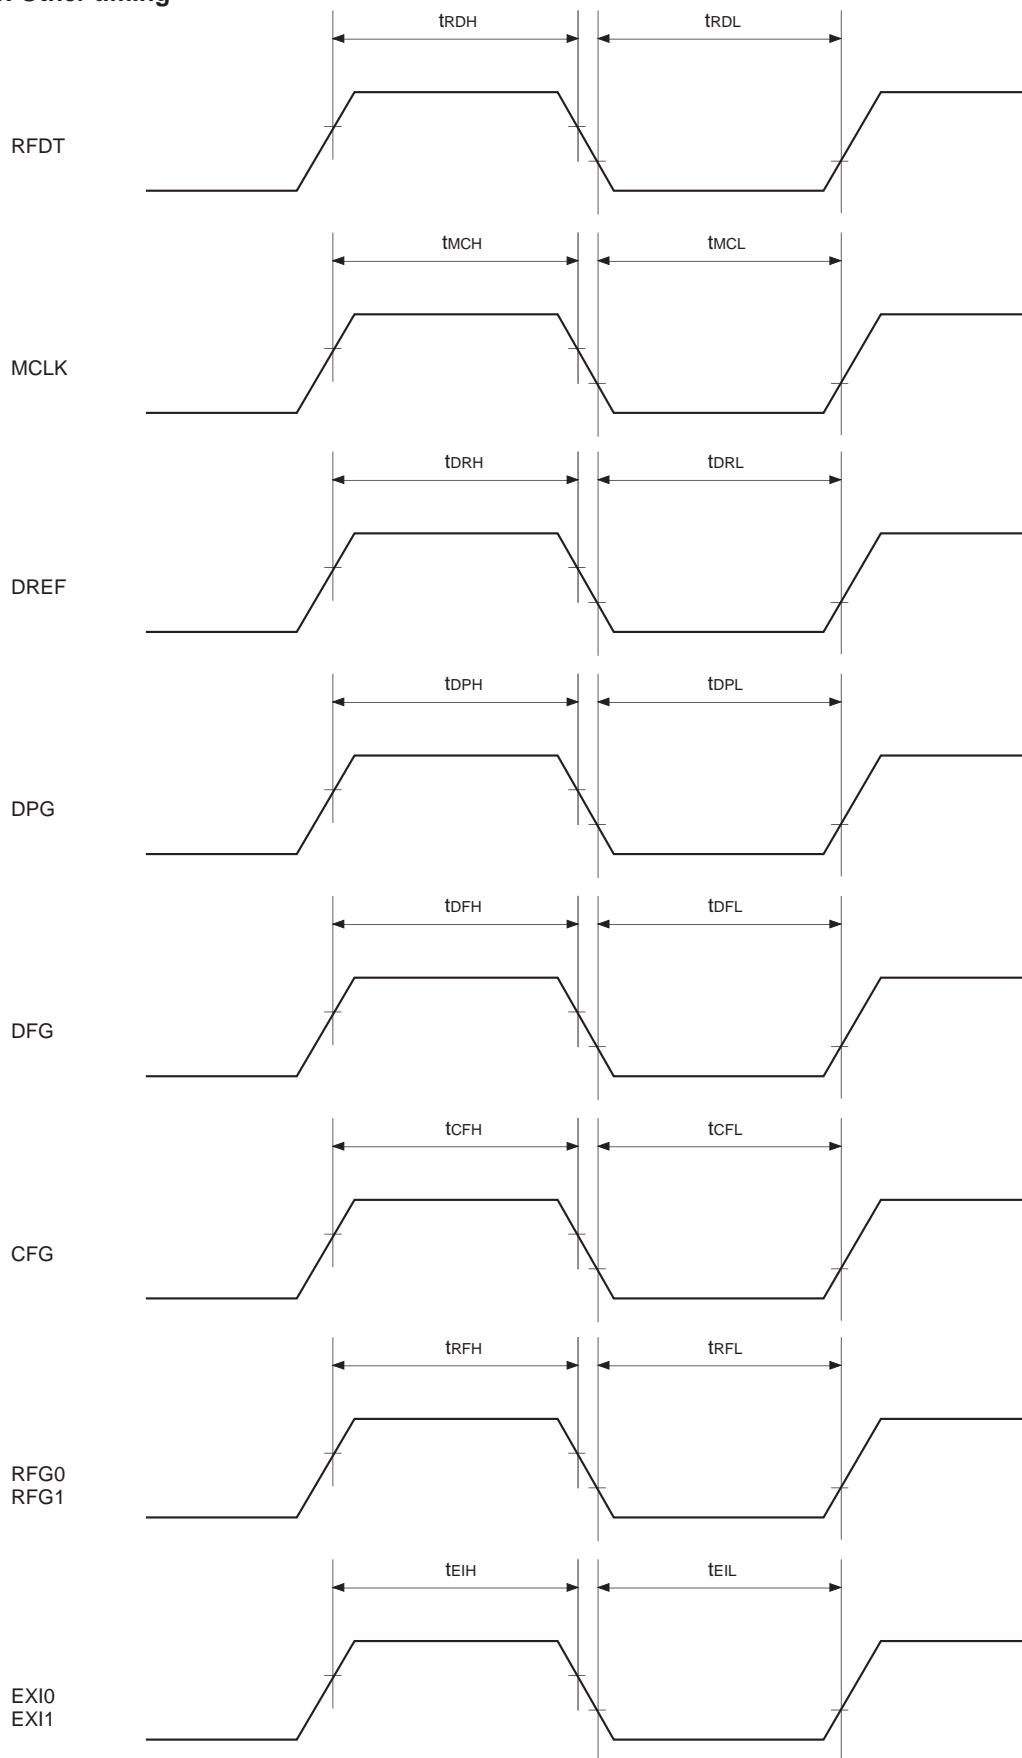 Other timing
tRDH tRDL
RFDT
tMCH tMCL
MCLK
tDRH tDRL
DREF
tDPH tDPL
DPG
tDFH tDFL
DFG
tCFH tCFL
CFG
tRFH tRFL
RFG0
RFG1
tEIH tEIL
EXI0
EXI1